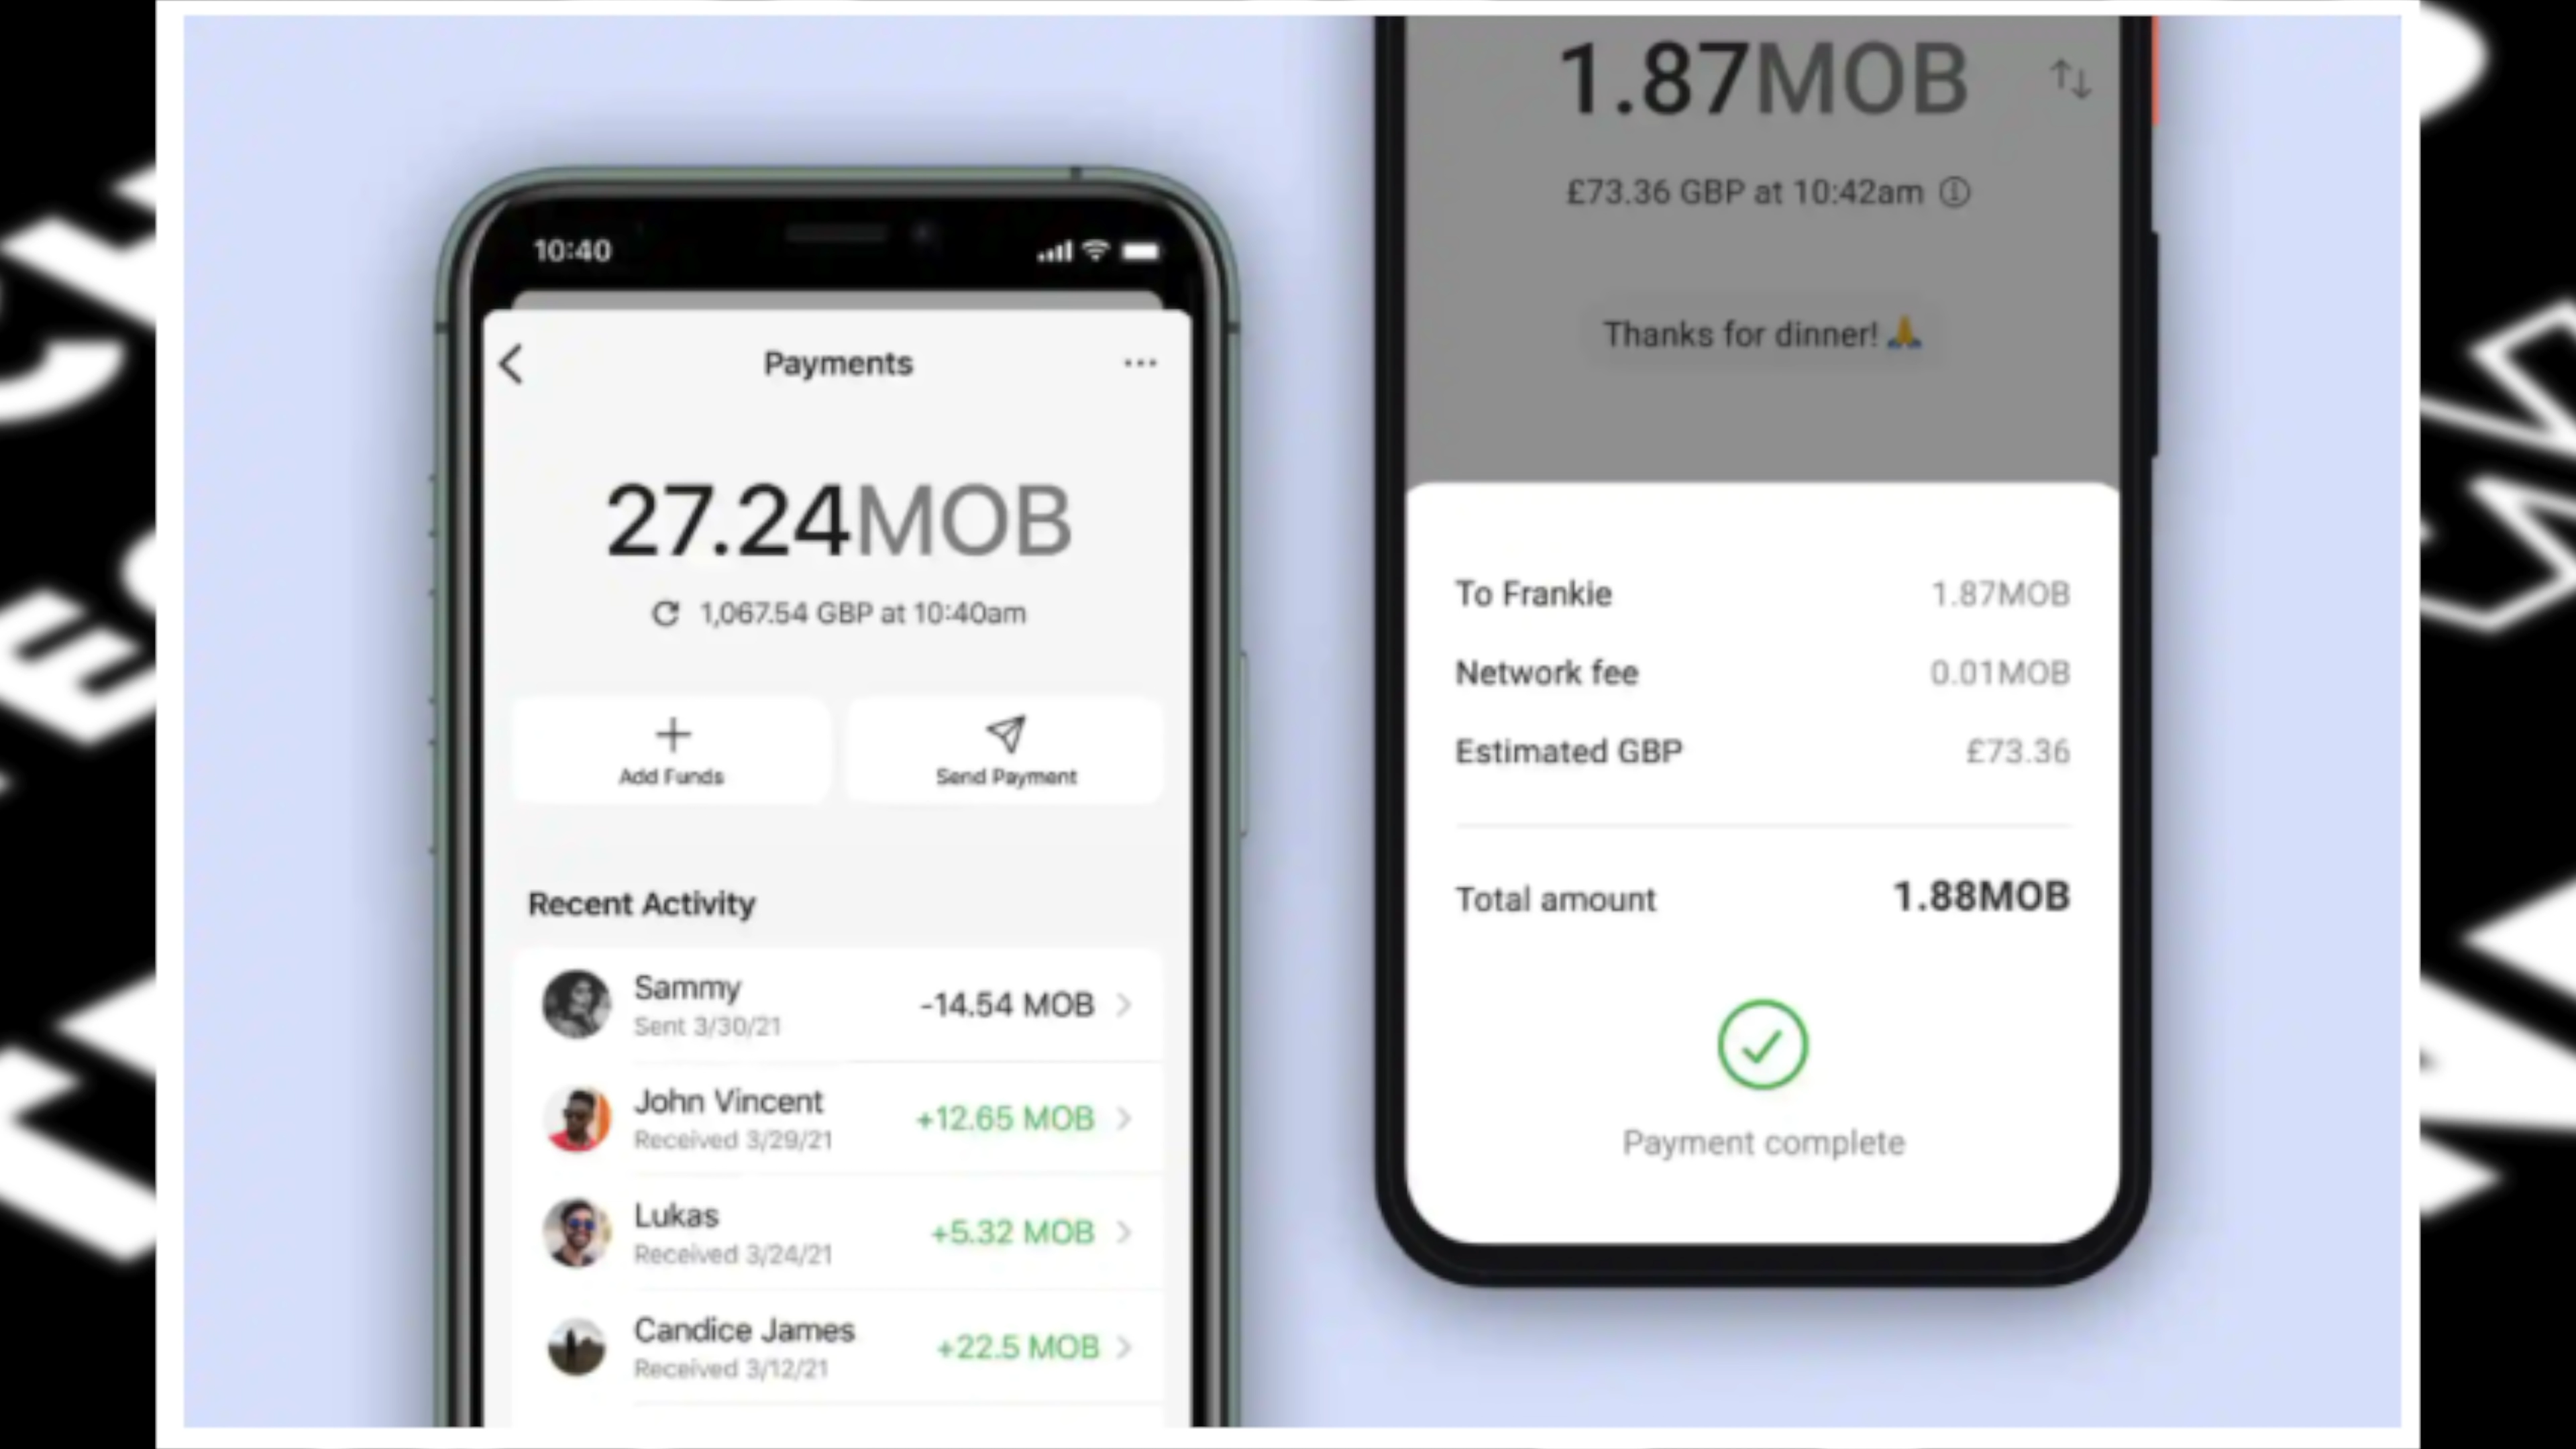 10:40
Payments
27.24MOB
1,067.54 GBP at 10:40am
Add Funds
Send Payment
Recent Activity
Sammy
-14.54 MOB
Sent 3/30/21
John Vincent
+12.65 MOB
Received 3/29/21
Lukas
+5.32 MOB
Received 3/24/21
Candice James
+22.5 MOB
Received 3/12/21
1.87MOB
£73.36 GBP at 10:42am
Thanks for dinner! 🙏
To Frankie
1.87MOB
Network fee
0.01MOB
Estimated GBP
£73.36
Total amount
1.88MOB
Payment complete